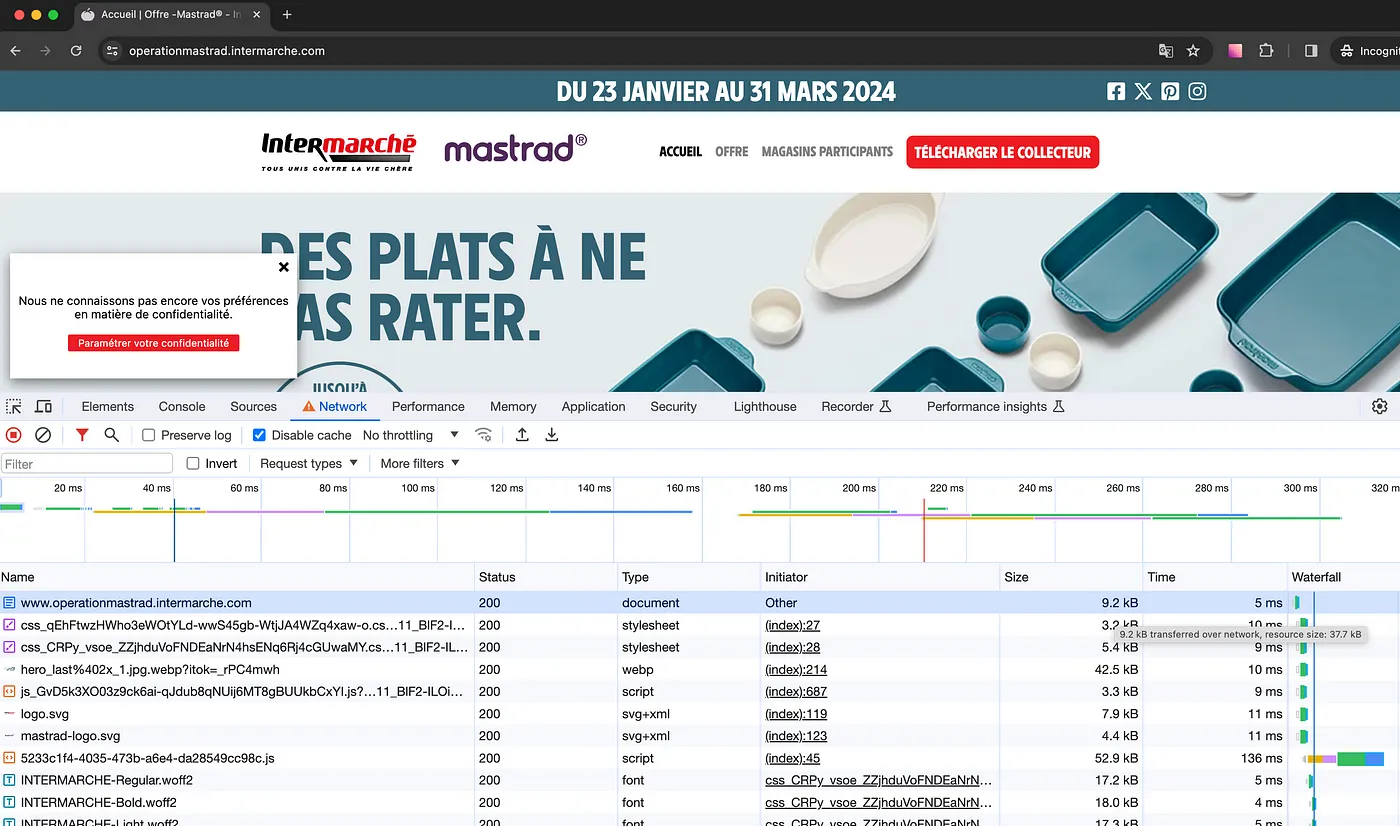 Accueil | Offre -Mastrad® - In
operationmastrad.intermarche.com
Incogni
DU 23 JANVIER AU 31 MARS 2024
Intermarché
TOUS UNIS CONTRE LA VIE CHÈRE
mastrad®
ACCUEIL OFFRE MAGASINS PARTICIPANTS TÉLÉCHARGER LE COLLECTEUR
DES PLATS À NE
AS RATER.
JUSQU'À
Nous ne connaissons pas encore vos préférences
en matière de confidentialité.
Paramétrer votre confidentialité
Elements Console Sources Network Performance Memory Application Security Lighthouse Recorder Performance insights
Preserve log Disable cache No throttling
Filter Invert Request types More filters
20 ms 40 ms 60 ms 80 ms 100 ms 120 ms 140 ms 160 ms 180 ms 200 ms 220 ms 240 ms 260 ms 280 ms 300 ms 320 m
Name Status Type Initiator Size Time Waterfall
www.operationmastrad.intermarche.com 200 document Other 9.2 kB 5 ms
css_qEhFtwzHWho3eWOtYLd-wwS45gb-WtjJA4WZq4xaw-o.cs…11_BlF2-I… 200 stylesheet (index):27 3.2 kB 10 ms
9.2 kB transferred over network, resource size: 37.7 kB
css_CRPy_vsoe_ZZjhduVoFNDEaNrN4hsENq6Rj4cGUwaMY.cs…11_BlF2-IL… 200 stylesheet (index):28 5.4 kB 9 ms
hero_last%402x_1.jpg.webp?itok=_rPC4mwh 200 webp (index):214 42.5 kB 10 ms
js_GvD5k3XO03z9ck6ai-qJdub8qNUij6MT8gBUUkbCxYI.js?…11_BlF2-ILOi… 200 script (index):687 3.3 kB 9 ms
logo.svg 200 svg+xml (index):119 7.9 kB 11 ms
mastrad-logo.svg 200 svg+xml (index):123 4.4 kB 11 ms
5233c1f4-4035-473b-a6e4-da28549cc98c.js 200 script (index):45 52.9 kB 136 ms
INTERMARCHE-Regular.woff2 200 font css_CRPy_vsoe_ZZjhduVoFNDEaNrN… 17.2 kB 5 ms
INTERMARCHE-Bold.woff2 200 font css_CRPy_vsoe_ZZjhduVoFNDEaNrN… 18.0 kB 4 ms
INTERMARCHE-Light.woff2 200 font css_CRPy_vsoe_ZZjhduVoFNDEaNrN… 17.3 kB 5 ms